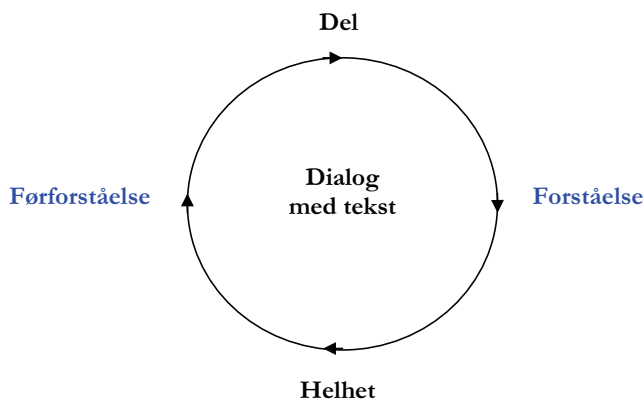 Del
Førforståelse
Dialog
med tekst
Forståelse
Helhet